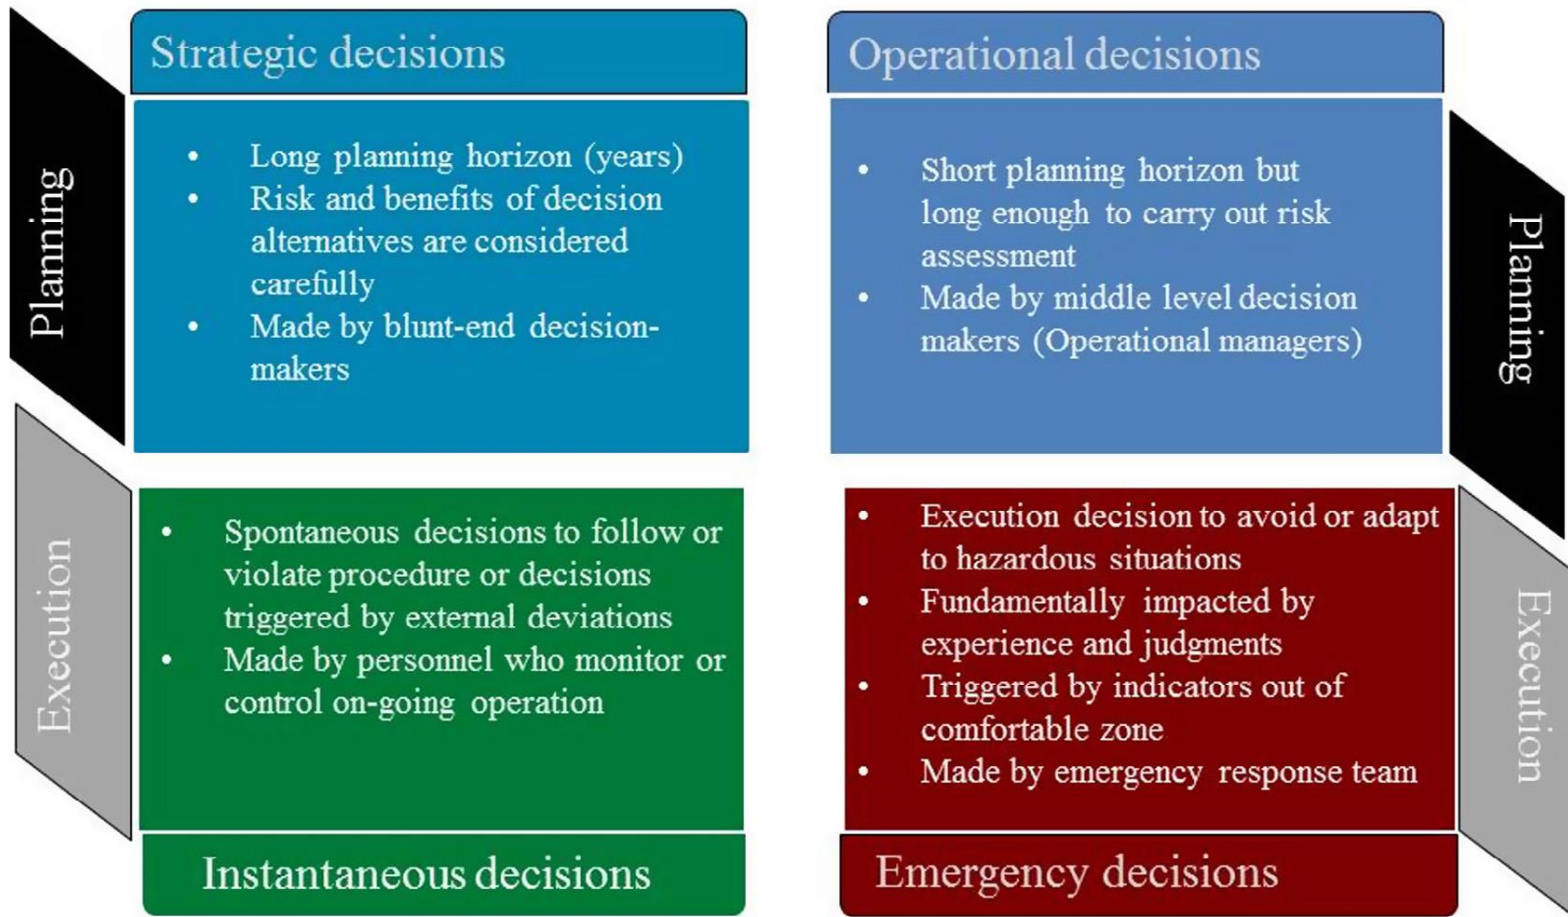 Strategic decisions
Planning
• Long planning horizon (years)
• Risk and benefits of decision
alternatives are considered
carefully
• Made by blunt-end decision-
makers
Operational decisions
Planning
• Short planning horizon but
long enough to carry out risk
assessment
• Made by middle level decision
makers (Operational managers)
Execution
• Spontaneous decisions to follow or
violate procedure or decisions
triggered by external deviations
• Made by personnel who monitor or
control on-going operation
Instantaneous decisions
• Execution decision to avoid or adapt
to hazardous situations
• Fundamentally impacted by
experience and judgments
• Triggered by indicators out of
comfortable zone
• Made by emergency response team
Execution
Emergency decisions